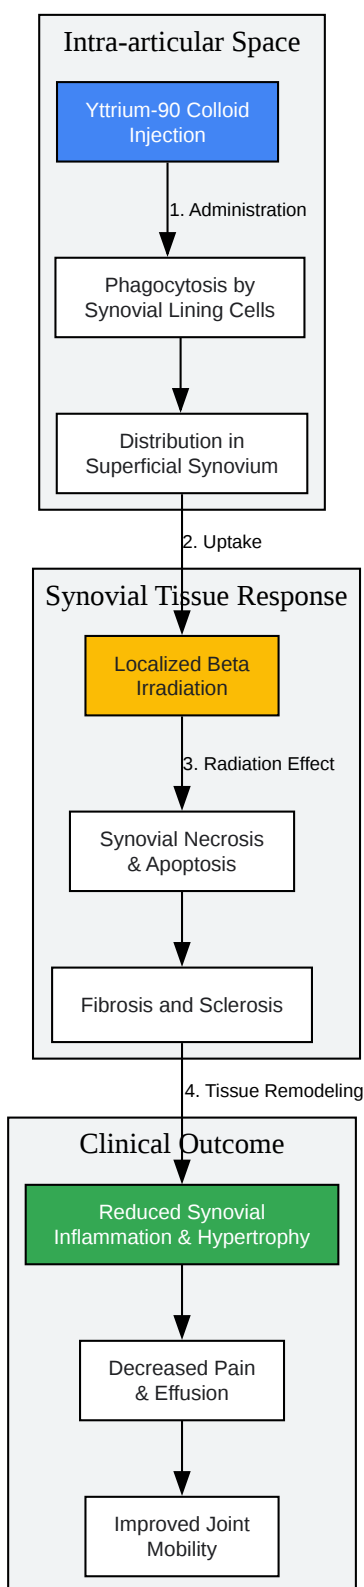 Intra-articular Space
Yttrium-90 Colloid
Injection
1. Administration
Phagocytosis by
Synovial Lining Cells
Distribution in
Superficial Synovium
2. Uptake
Synovial Tissue Response
Localized Beta
Irradiation
3. Radiation Effect
Synovial Necrosis
& Apoptosis
Fibrosis and Sclerosis
4. Tissue Remodeling
Clinical Outcome
Reduced Synovial
Inflammation & Hypertrophy
Decreased Pain
& Effusion
Improved Joint
Mobility